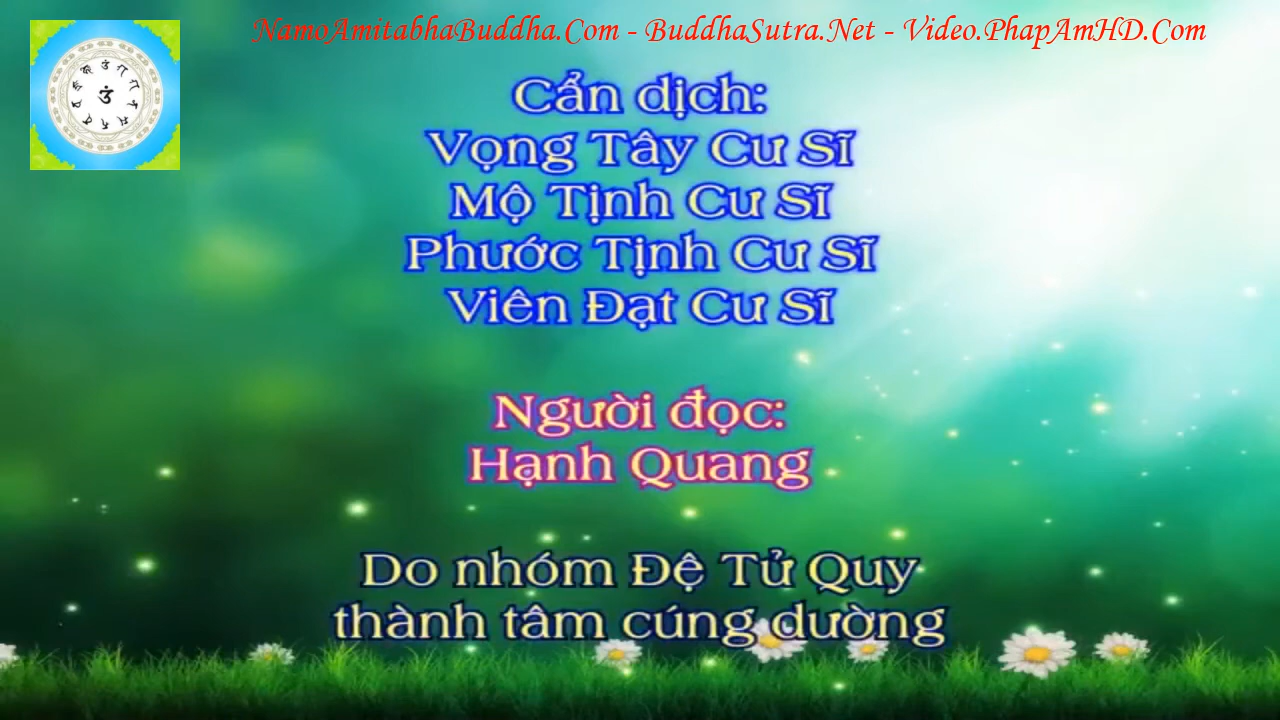 NamoAmitabhaBuddha.Com - BuddhaSutra.Net - Video.PhapAmHD.Com
Cẩn dịch:
Vọng Tây Cư Sĩ
Mộ Tịnh Cư Sĩ
Phước Tịnh Cư Sĩ
Viên Đạt Cư Sĩ
Người đọc:
Hạnh Quang
Do nhóm Đệ Tử Quy
thành tâm cúng dường